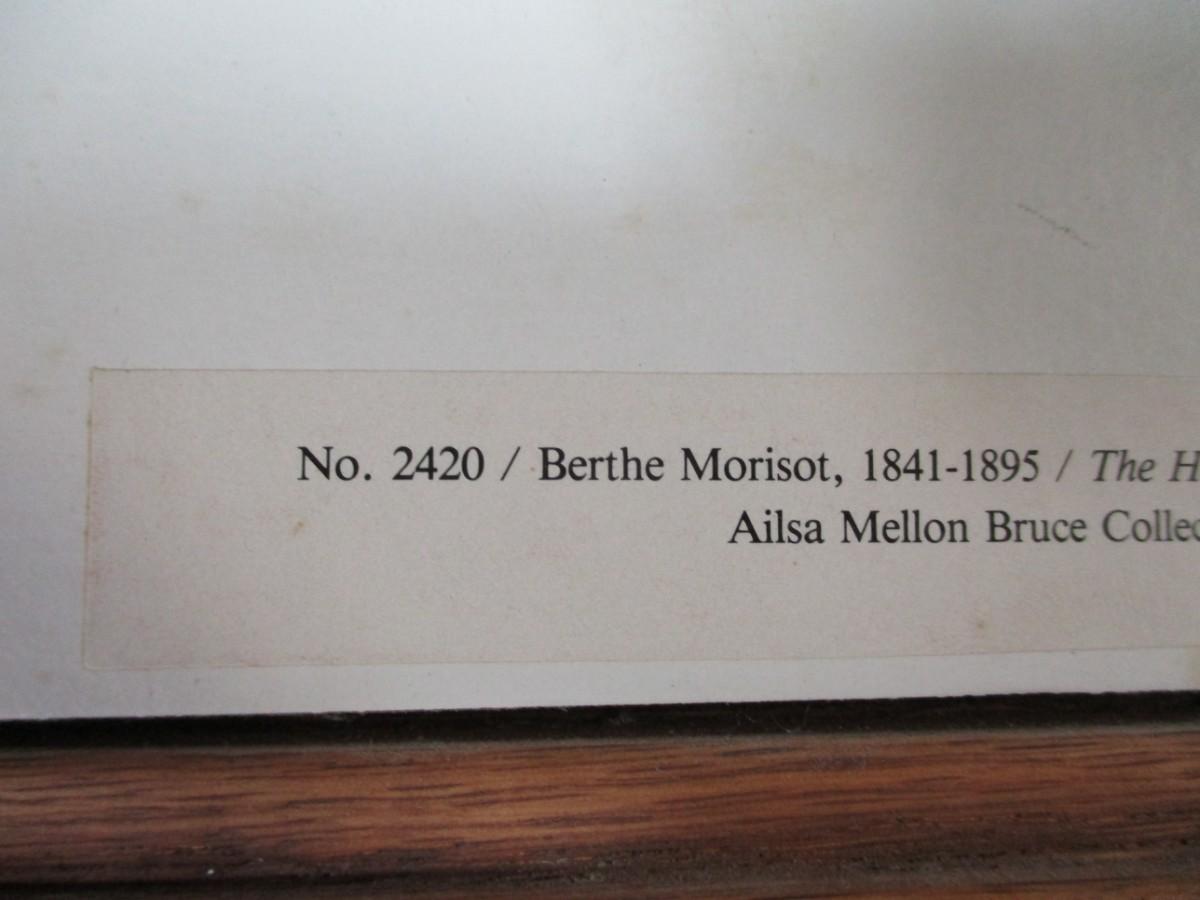 No. 2420 / Berthe Morisot, 1841-1895 / The H
Ailsa Mellon Bruce Collec